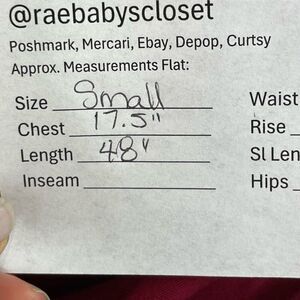 @raebabyscloset
Poshmark, Mercari, Ebay, Depop, Curtsy
Approx. Measurements Flat:
Size Small Waist
Chest 17.5" Rise
Length 48" Sl Len
Inseam Hips